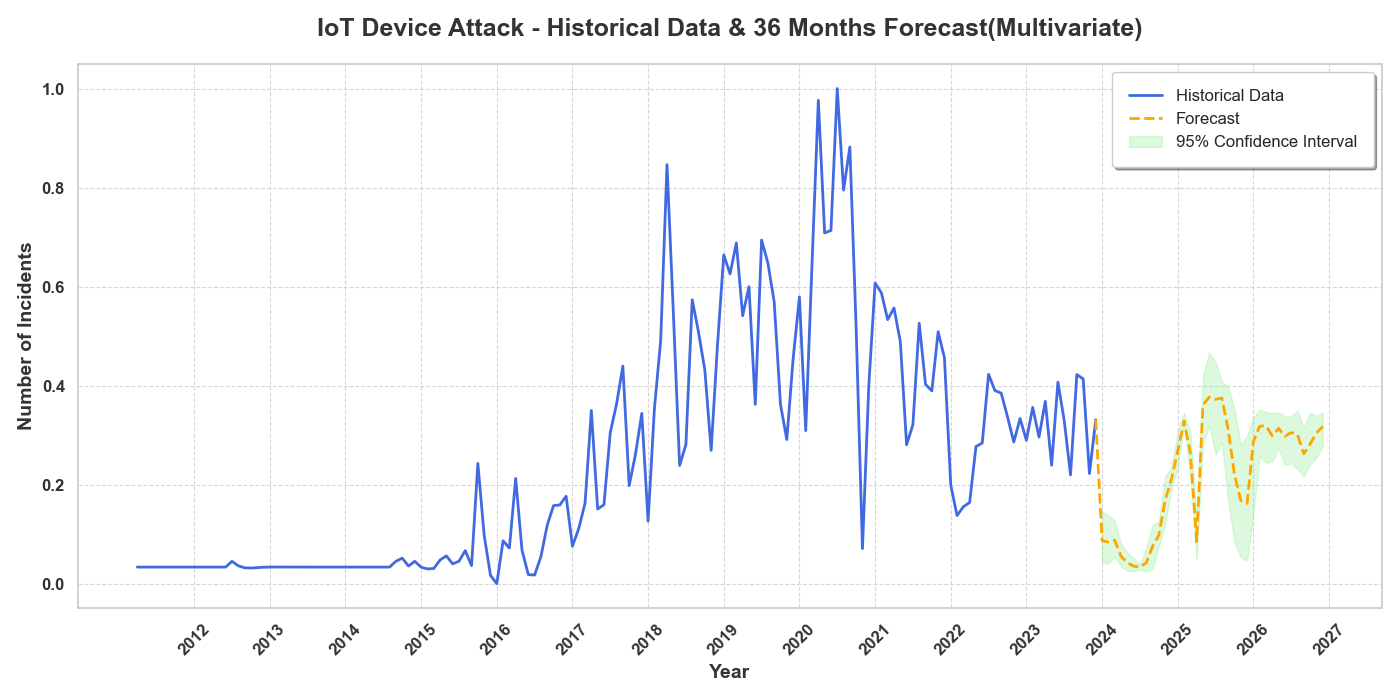 IoT Device Attack - Historical Data & 36 Months Forecast(Multivariate)
Historical Data
Forecast
95% Confidence Interval
Number of Incidents
1.0
0.8
0.6
0.4
0.2
0.0
2012 2013 2014 2015 2016 2017 2018 2019 2020 2021 2022 2023 2024 2025 2026 2027
Year